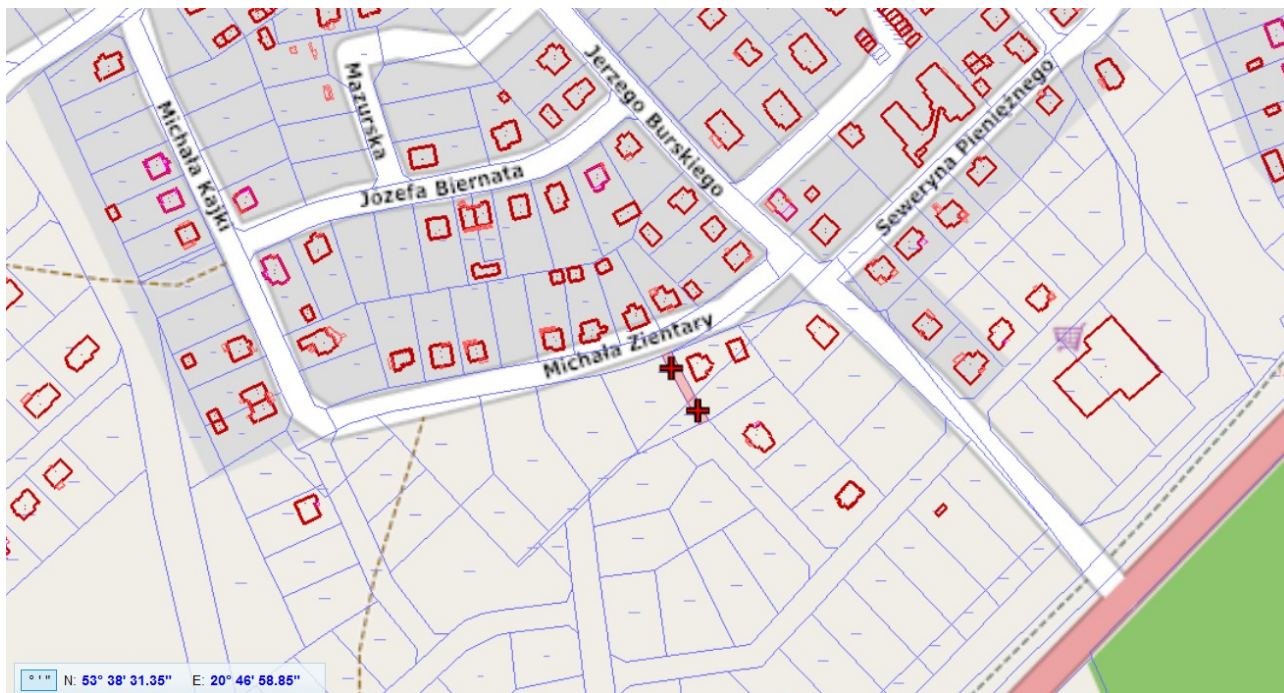 Michała Kajki
Mazurska
Józefa Biernata
Jerzego Burskiego
Seweryna Pieniężnego
Michała Zientary
° ' " N: 53° 38' 31.35" E: 20° 46' 58.85"